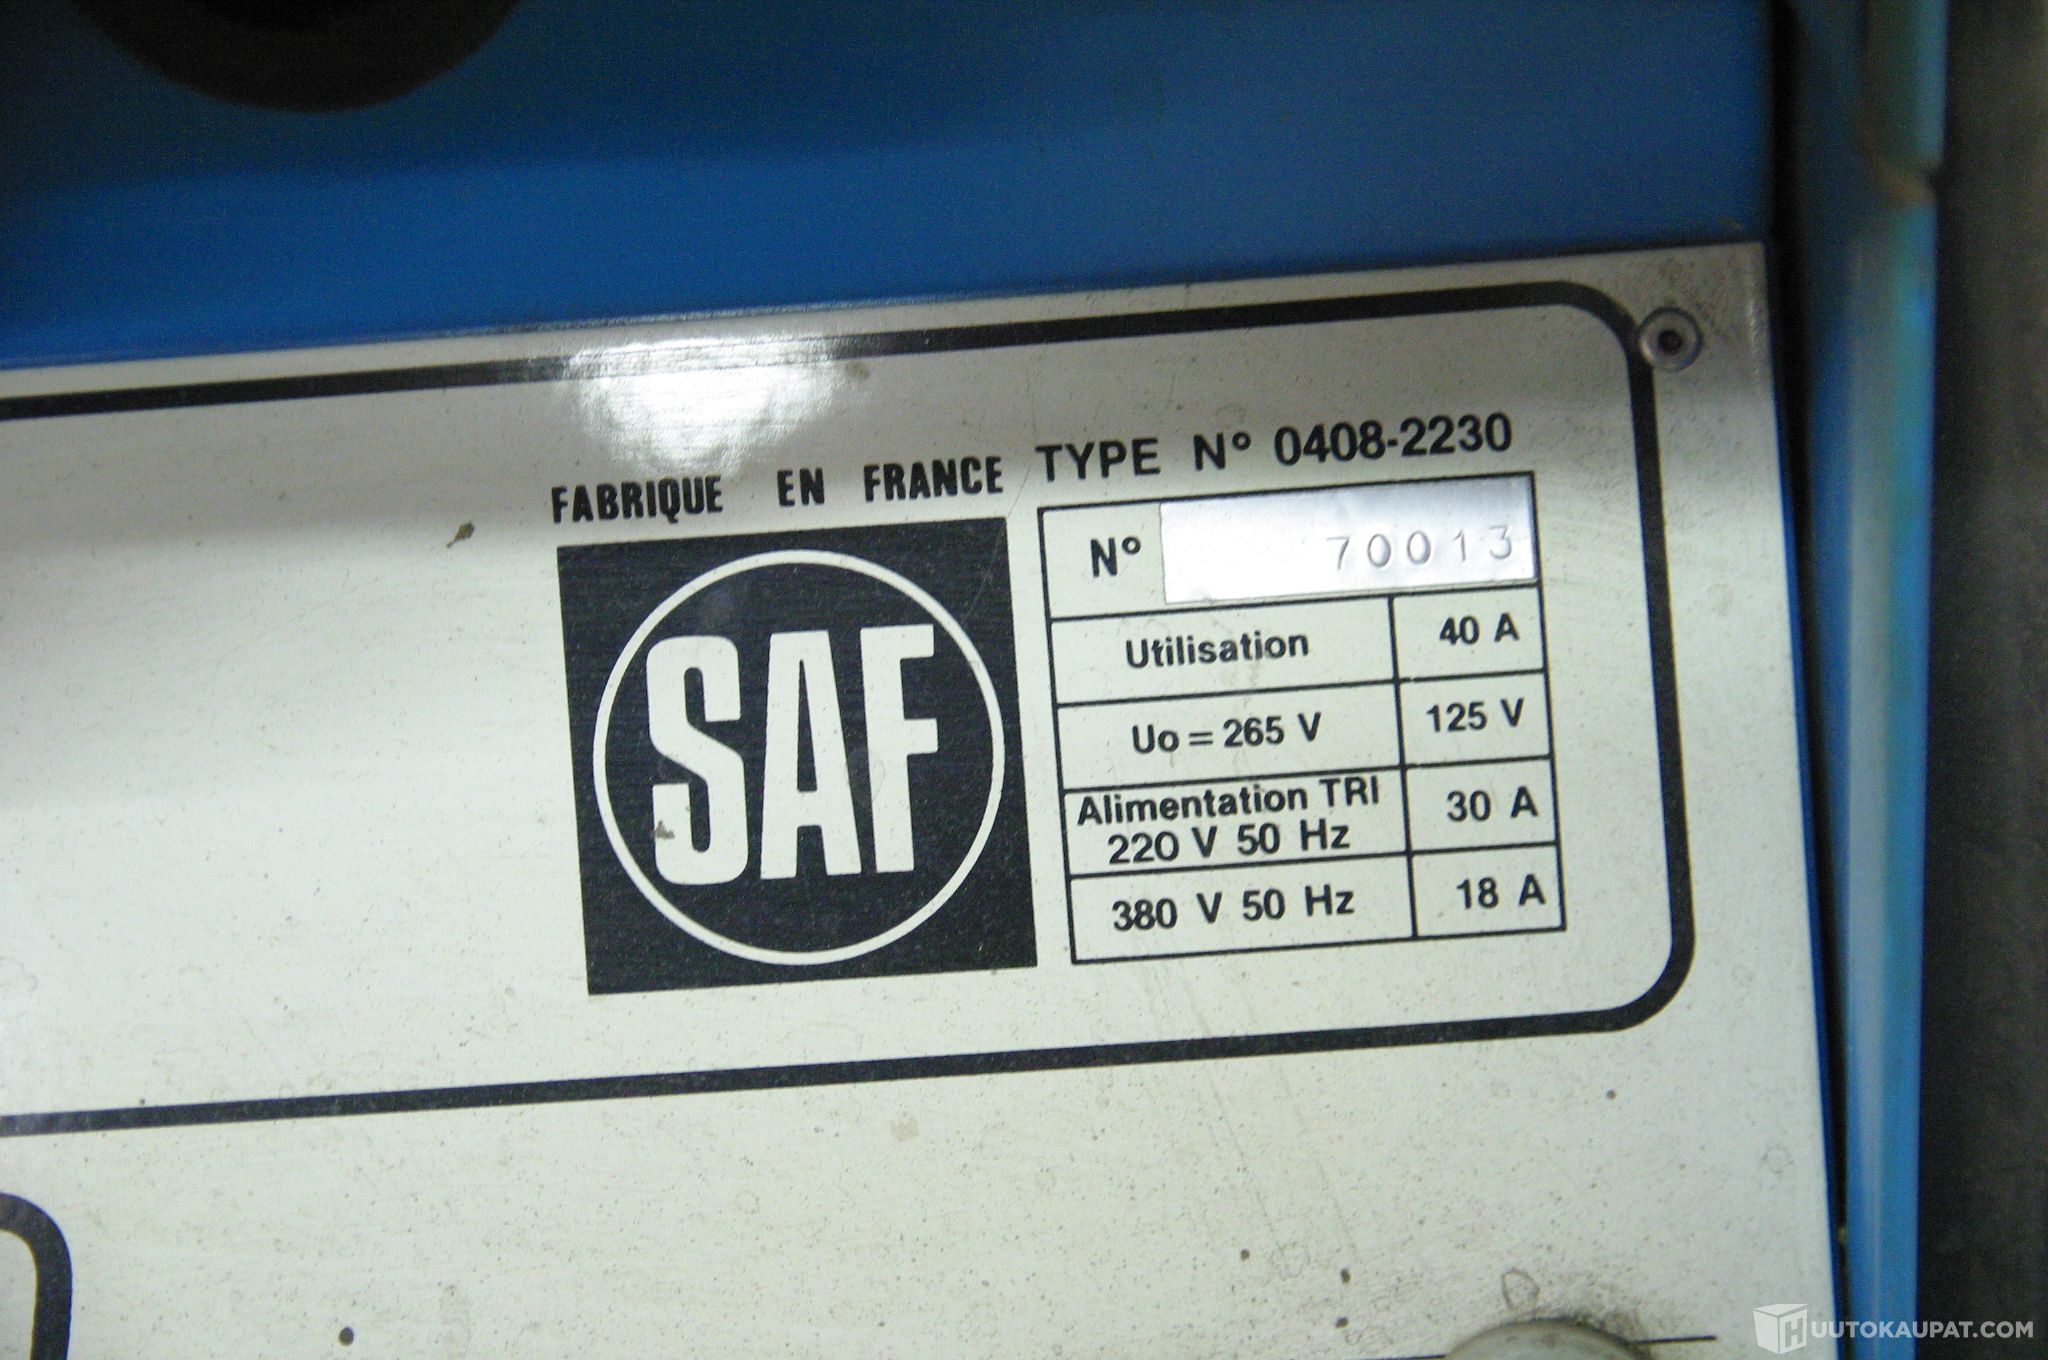 FABRIQUE EN FRANCE
SAF
TYPE N° 0408-2230
N° 70013
Utilisation 40 A
Uo = 265 V 125 V
Alimentation TRI
220 V 50 Hz 30 A
380 V 50 Hz 18 A
HUUTOKAUPAT.COM